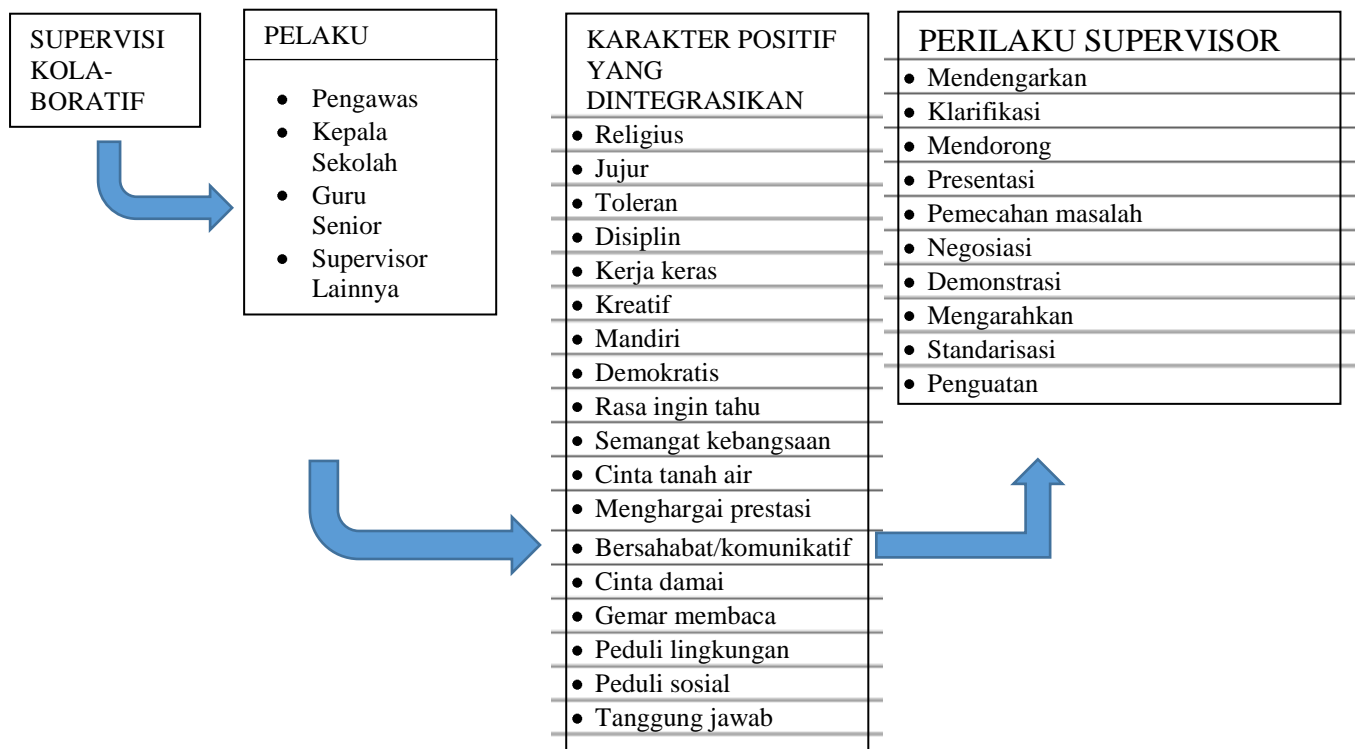 SUPERVISI
KOLA-
BORATIF
PELAKU
• Pengawas
• Kepala
Sekolah
• Guru
Senior
• Supervisor
Lainnya
KARAKTER POSITIF
YANG
DINTEGRASIKAN
• Religius
• Jujur
• Toleran
• Disiplin
• Kerja keras
• Kreatif
• Mandiri
• Demokratis
• Rasa ingin tahu
• Semangat kebangsaan
• Cinta tanah air
• Menghargai prestasi
• Bersahabat/komunikatif
• Cinta damai
• Gemar membaca
• Peduli lingkungan
• Peduli sosial
• Tanggung jawab
PERILAKU SUPERVISOR
• Mendengarkan
• Klarifikasi
• Mendorong
• Presentasi
• Pemecahan masalah
• Negosiasi
• Demonstrasi
• Mengarahkan
• Standarisasi
• Penguatan